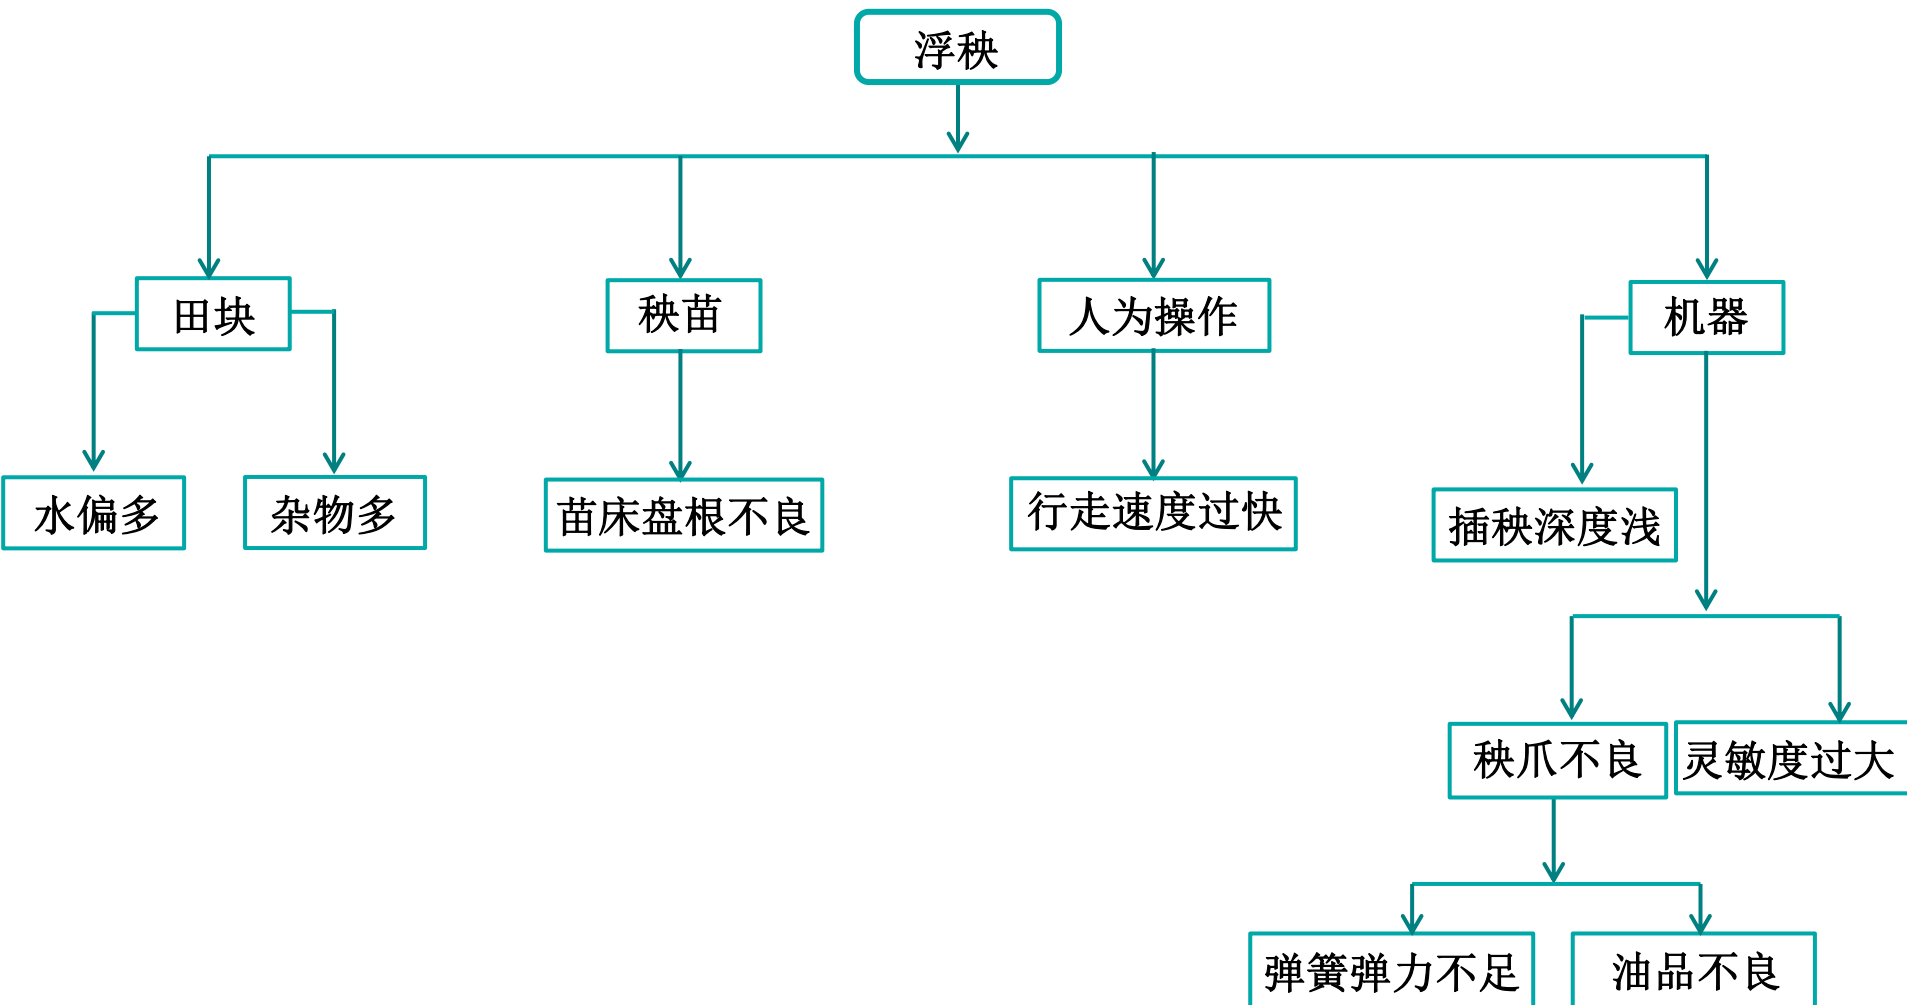 浮秧
田块
秧苗
人为操作
机器
水偏多
杂物多
苗床盘根不良
行走速度过快
插秧深度浅
秧爪不良
灵敏度过大
弹簧弹力不足
油品不良